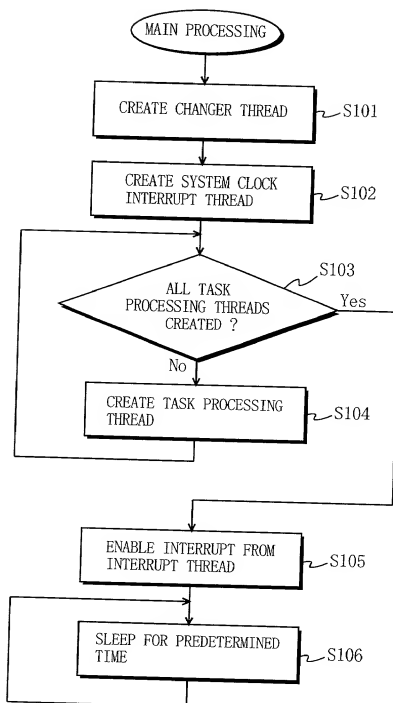 MAIN PROCESSING
CREATE CHANGER THREAD
S101
CREATE SYSTEM CLOCK
INTERRUPT THREAD
S102
S103
ALL TASK
PROCESSING THREADS
CREATED ?
Yes
No
CREATE TASK PROCESSING
THREAD
S104
ENABLE INTERRUPT FROM
INTERRUPT THREAD
S105
SLEEP FOR PREDETERMINED
TIME
S106